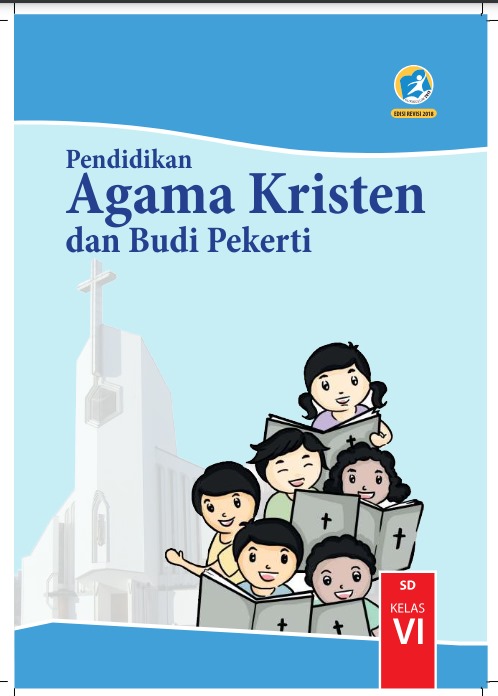 EDISI REVISI 2018
Pendidikan
Agama Kristen
dan Budi Pekerti
SD
KELAS
VI